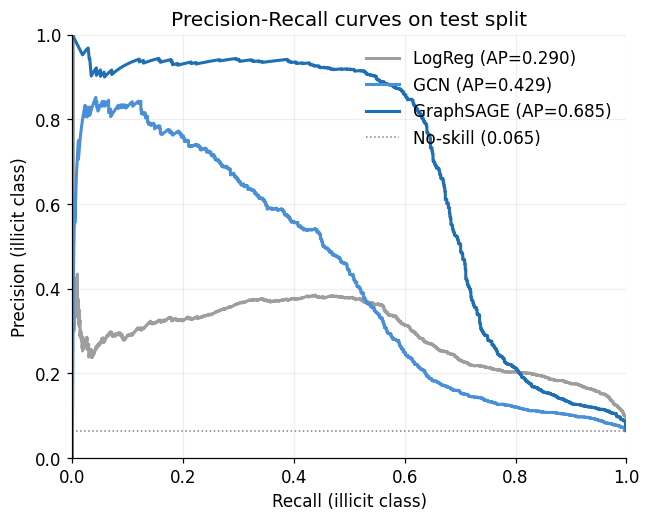 Precision-Recall curves on test split
LogReg (AP=0.290)
GCN (AP=0.429)
GraphSAGE (AP=0.685)
No-skill (0.065)
Precision (illicit class)
1.0
0.8
0.6
0.4
0.2
0.0
0.0 0.2 0.4 0.6 0.8 1.0
Recall (illicit class)